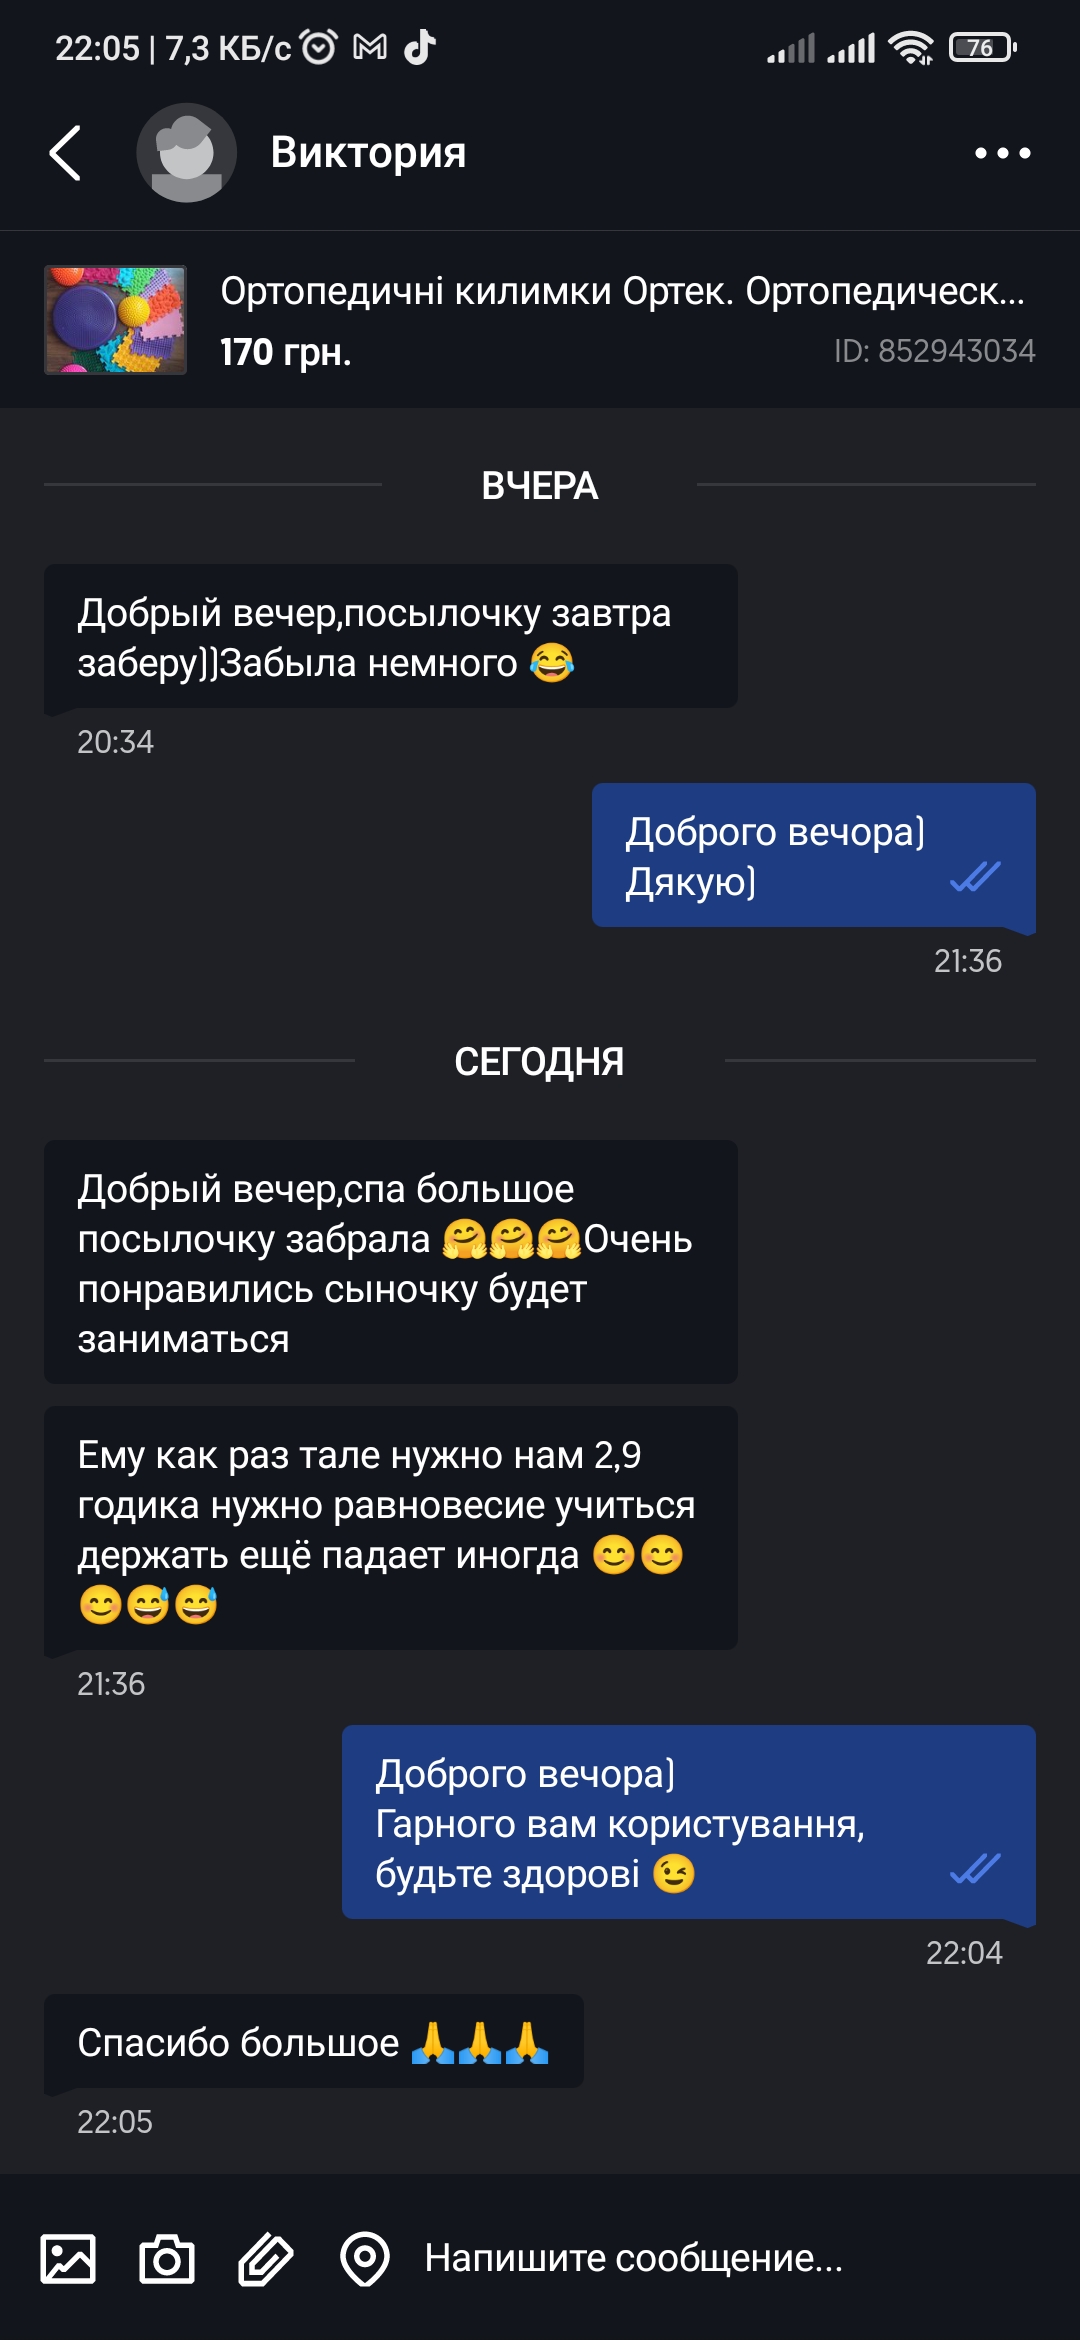 22:05 | 7,3 КБ/с
76
Виктория
Ортопедичні килимки Ортек. Ортопедическ...
170 грн.
ID: 852943034
ВЧЕРА
Добрый вечер,посылочку завтра
заберу))Забыла немного 😂
20:34
Доброго вечора)
Дякую)
21:36
СЕГОДНЯ
Добрый вечер,спа большое
посылочку забрала 🤗🤗🤗Очень
понравились сыночку будет
заниматься
Ему как раз тале нужно нам 2,9
годика нужно равновесие учиться
держать ещё падает иногда 😊😊
😊😅😅
21:36
Доброго вечора)
Гарного вам користування,
будьте здорові 😉
22:04
Спасибо большое 🙏🙏🙏
22:05
Напишите сообщение...